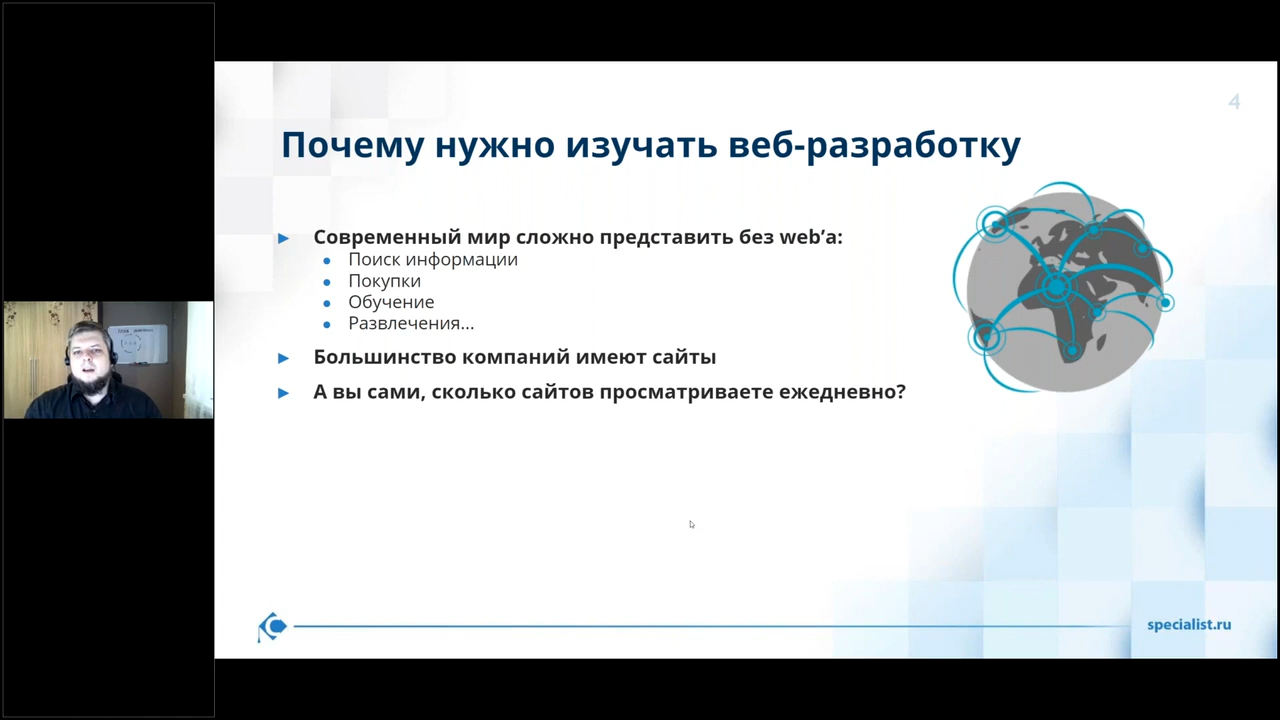 4
Почему нужно изучать веб-разработку
Современный мир сложно представить без web’а:
Поиск информации
Покупки
Обучение
Развлечения...
Большинство компаний имеют сайты
А вы сами, сколько сайтов просматриваете ежедневно?
specialist.ru